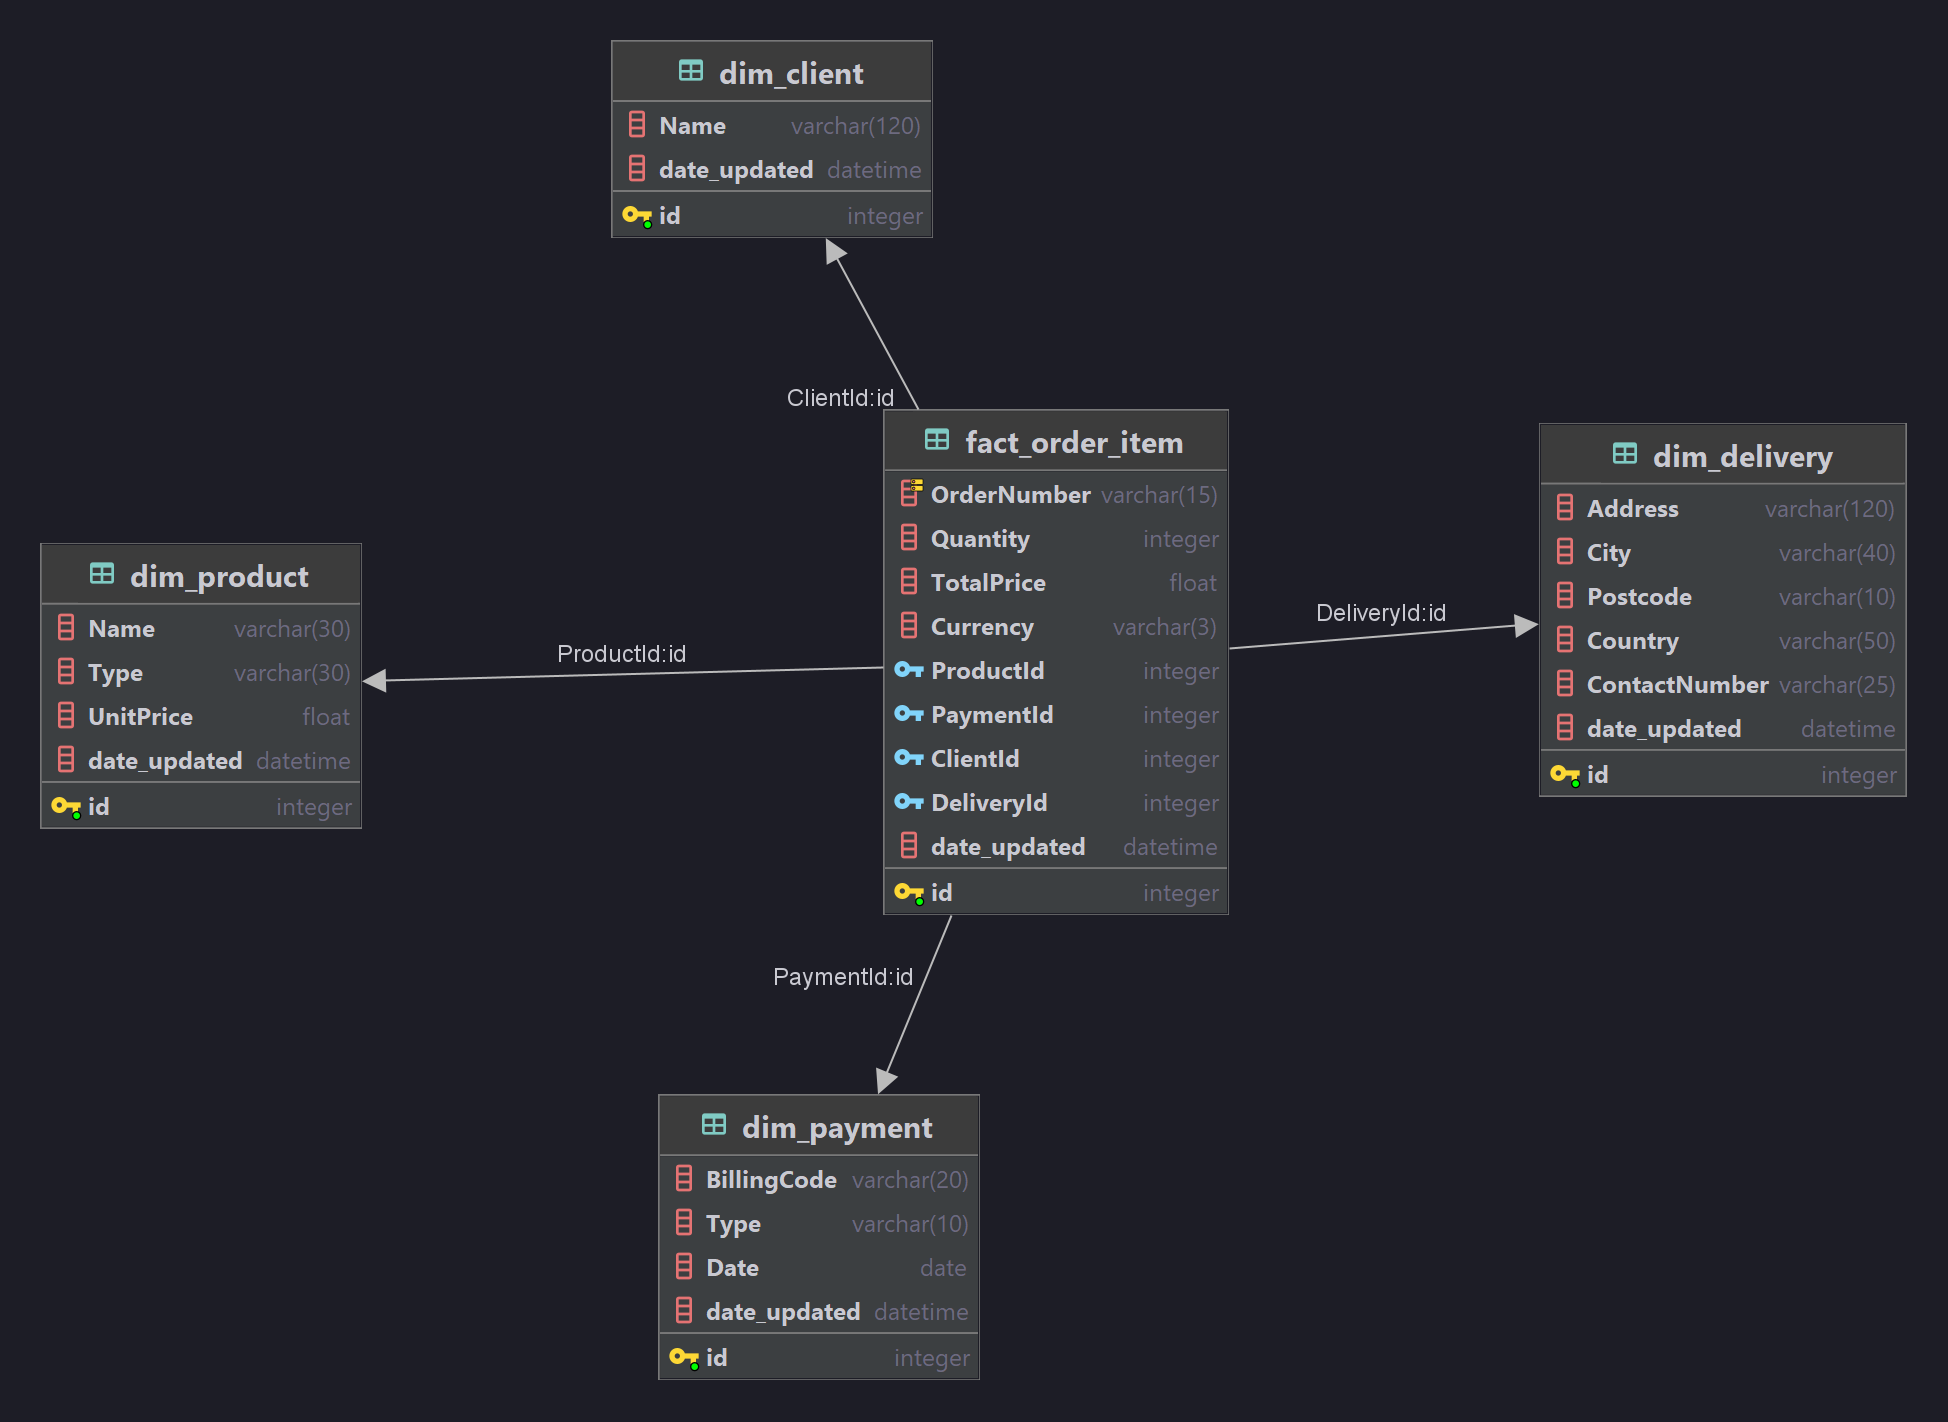 dim_client
Name varchar(120)
date_updated datetime
id integer
ClientId:id
fact_order_item
OrderNumber varchar(15)
Quantity integer
TotalPrice float
Currency varchar(3)
ProductId integer
PaymentId integer
ClientId integer
DeliveryId integer
date_updated datetime
id integer
DeliveryId:id
dim_delivery
Address varchar(120)
City varchar(40)
Postcode varchar(10)
Country varchar(50)
ContactNumber varchar(25)
date_updated datetime
id integer
ProductId:id
dim_product
Name varchar(30)
Type varchar(30)
UnitPrice float
date_updated datetime
id integer
PaymentId:id
dim_payment
BillingCode varchar(20)
Type varchar(10)
Date date
date_updated datetime
id integer